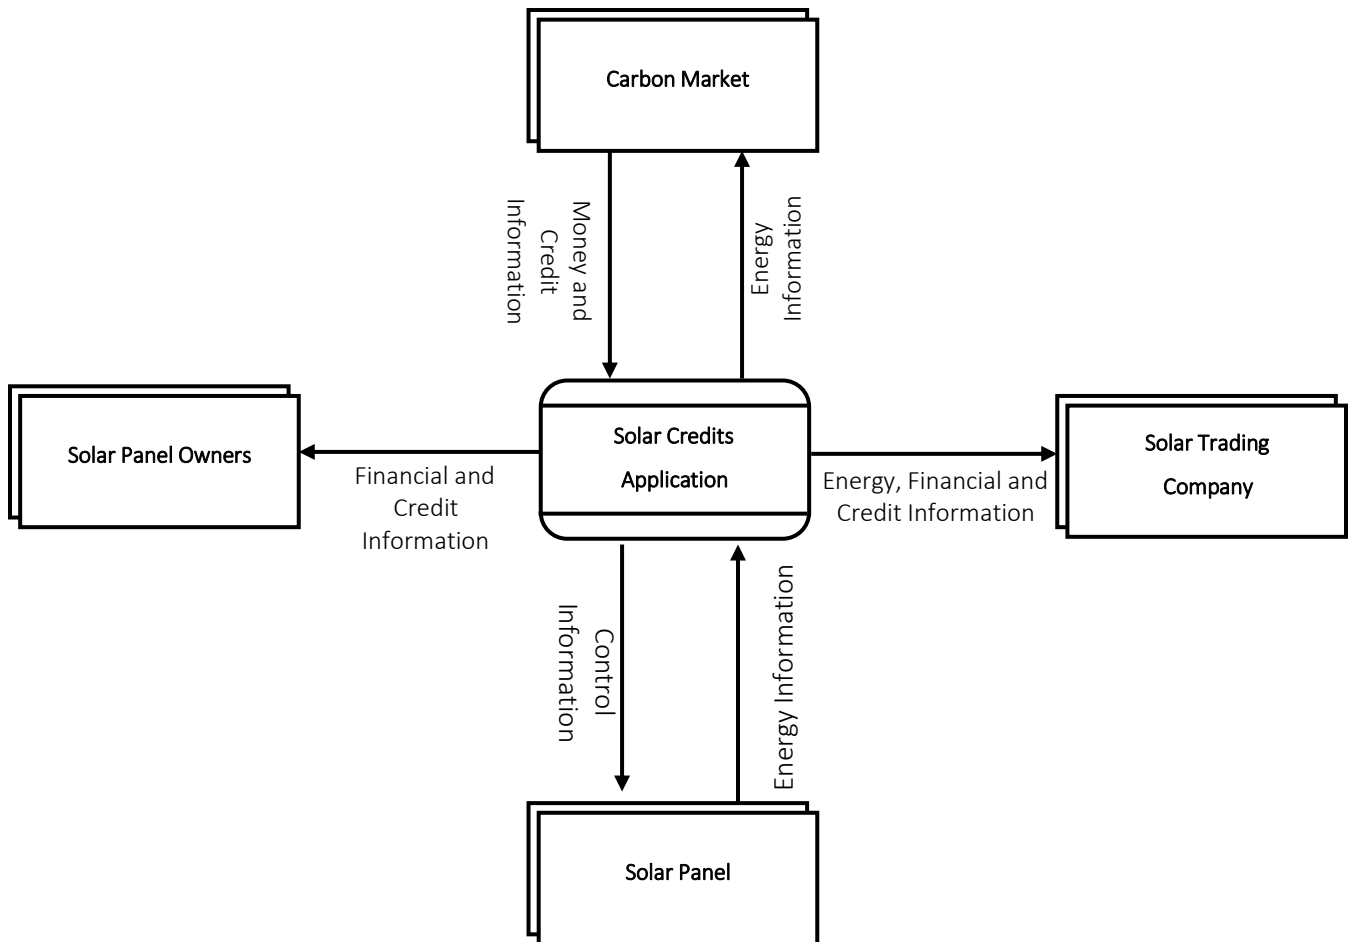 Carbon Market
Money and
Credit
Information
Energy
Information
Solar Panel Owners
Financial and
Credit
Information
Solar Credits
Application
Energy, Financial and
Credit Information
Solar Trading
Company
Control
Information
Energy Information
Solar Panel